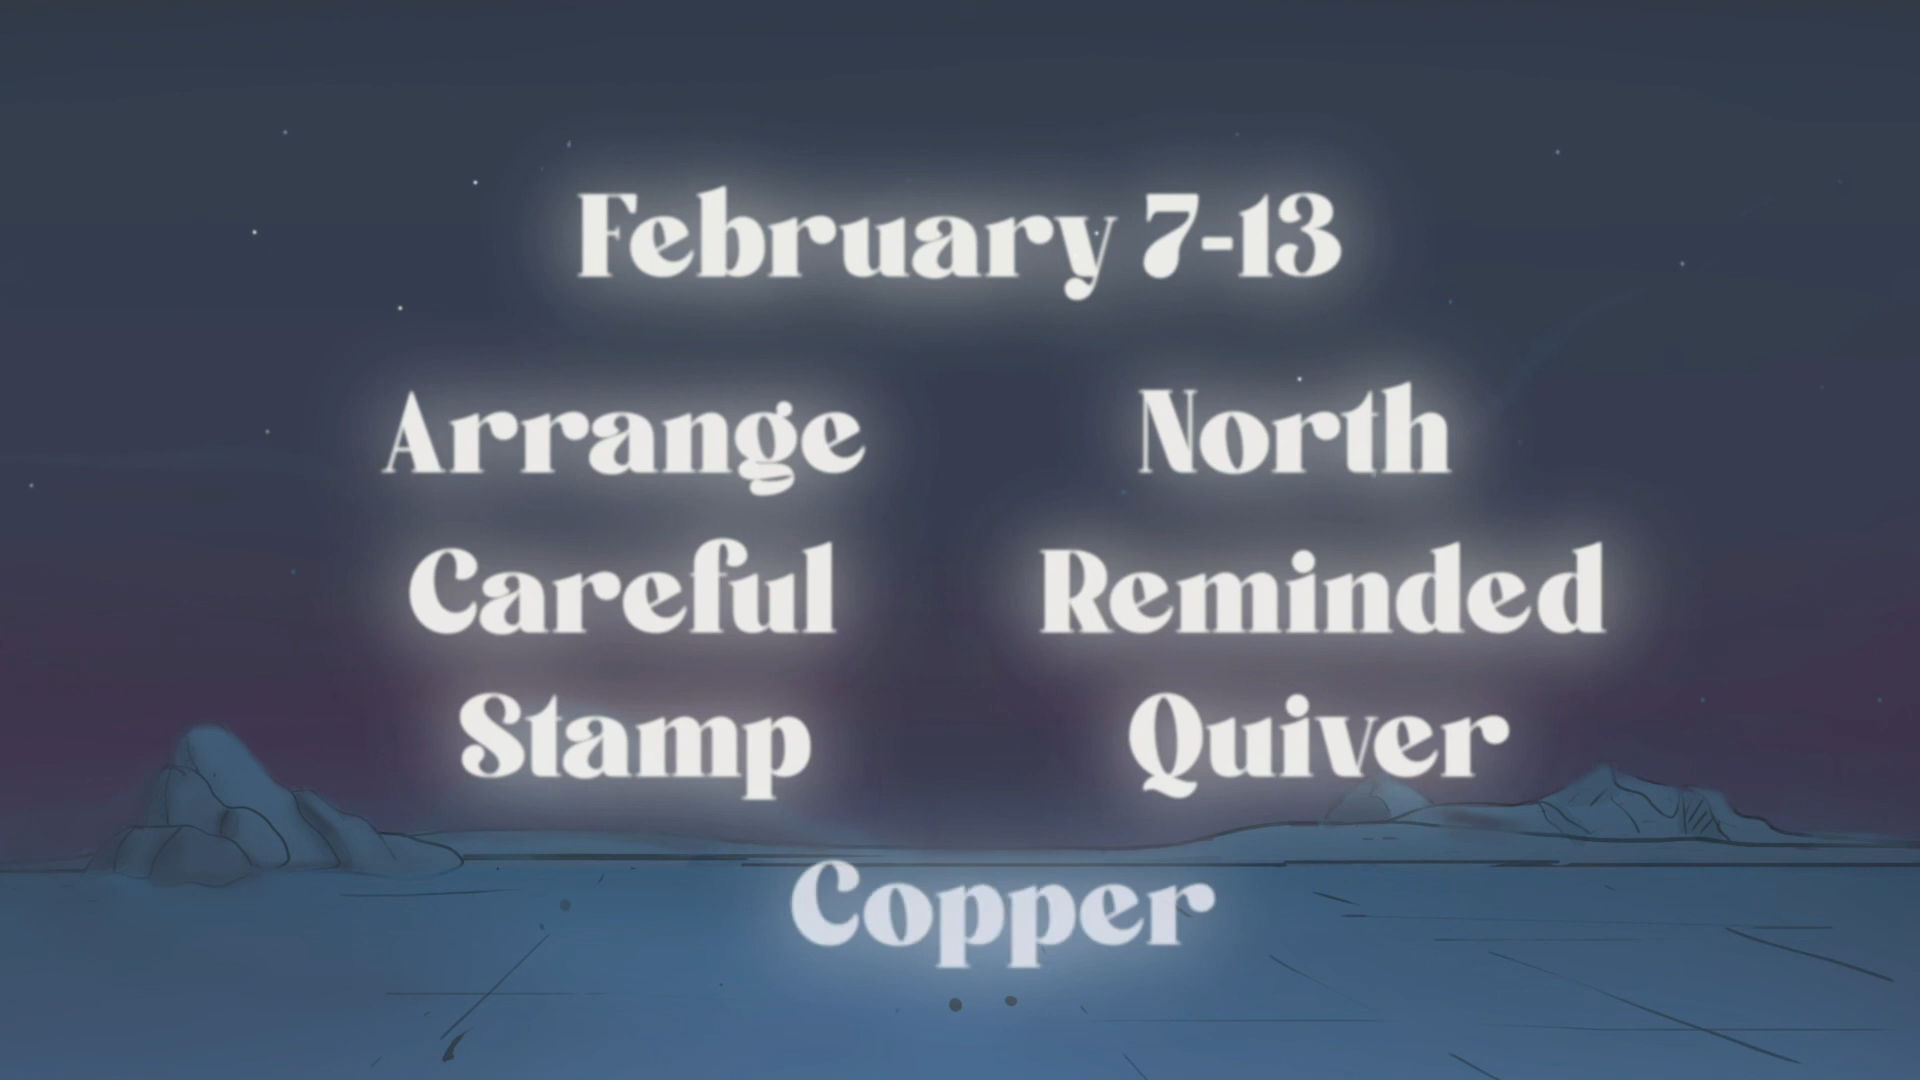 February 7-13
Arrange
North
Careful
Reminded
Stamp
Quiver
Copper